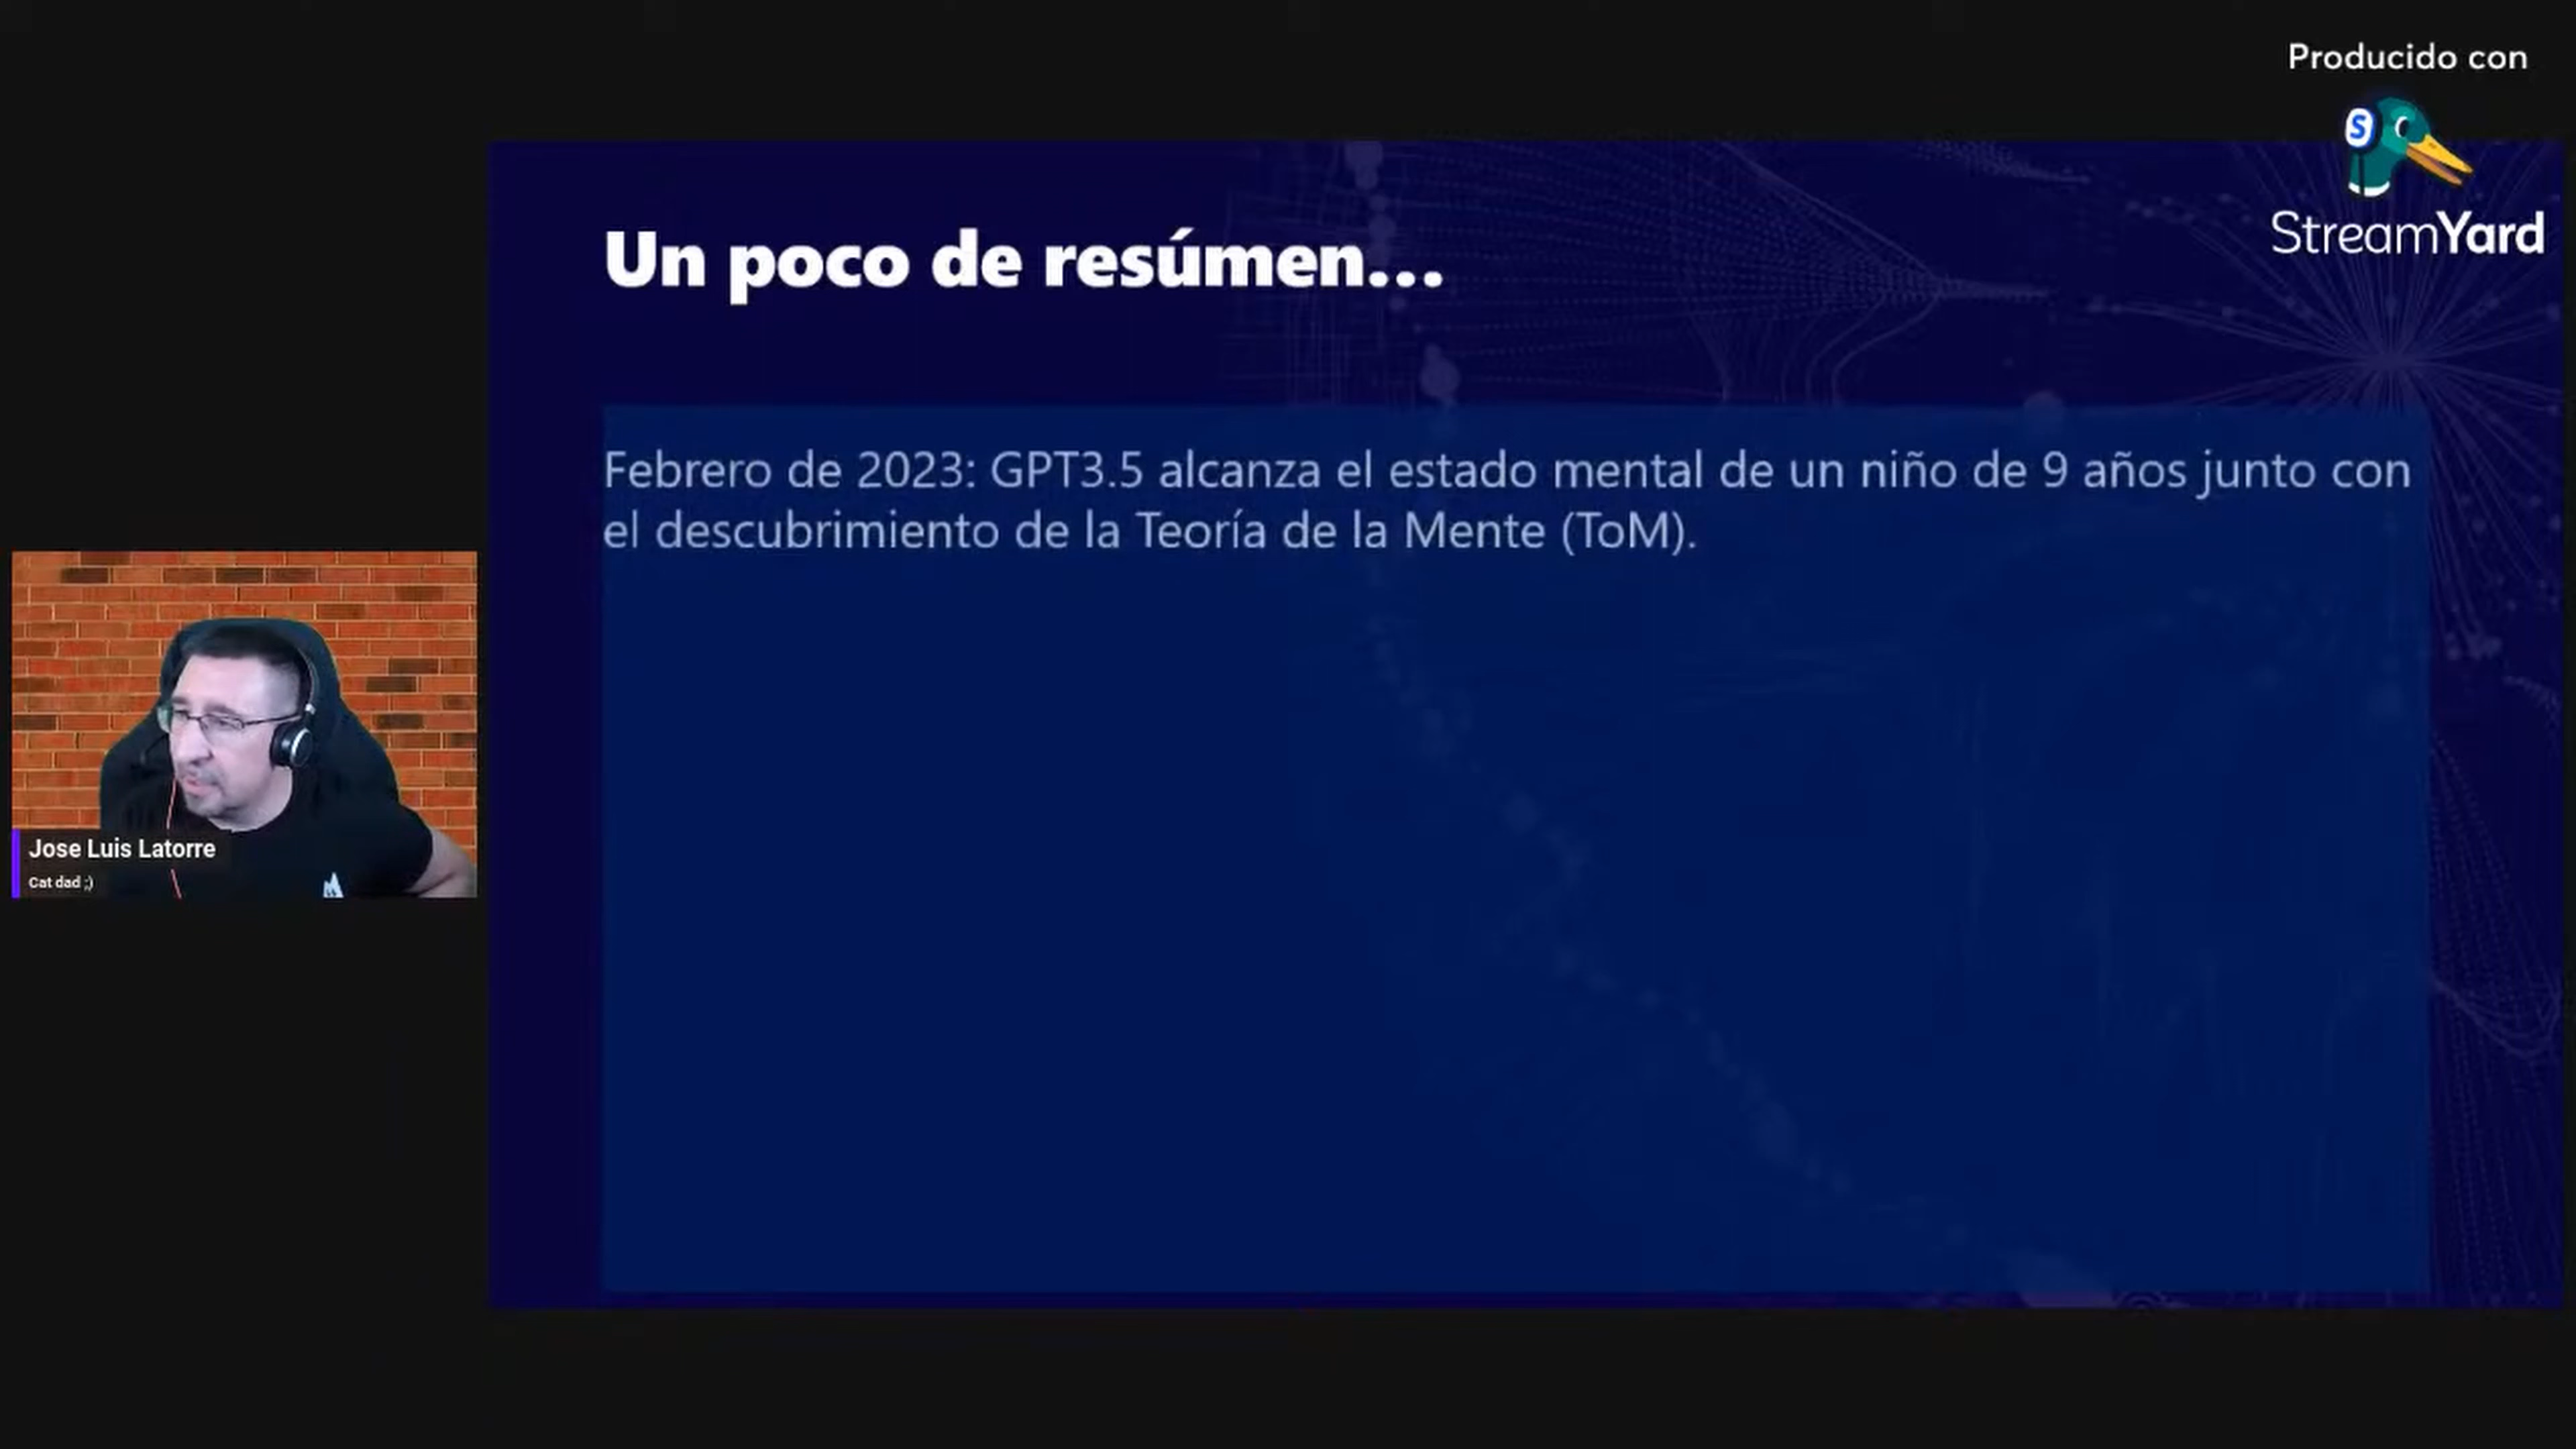 Producido con
S
StreamYard
Un poco de resúmen...
Febrero de 2023: GPT3.5 alcanza el estado mental de un niño de 9 años junto con
el descubrimiento de la Teoría de la Mente (ToM).
Jose Luis Latorre
Cat dad ;)